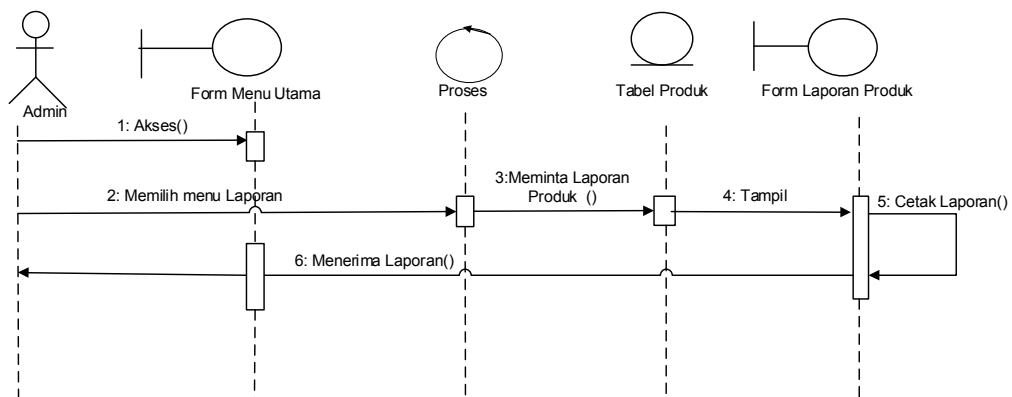 Admin
Form Menu Utama
Proses
Tabel Produk
Form Laporan Produk
1: Akses()
2: Memilih menu Laporan
3:Meminta Laporan
Produk ()
4: Tampil
5: Cetak Laporan()
6: Menerima Laporan()